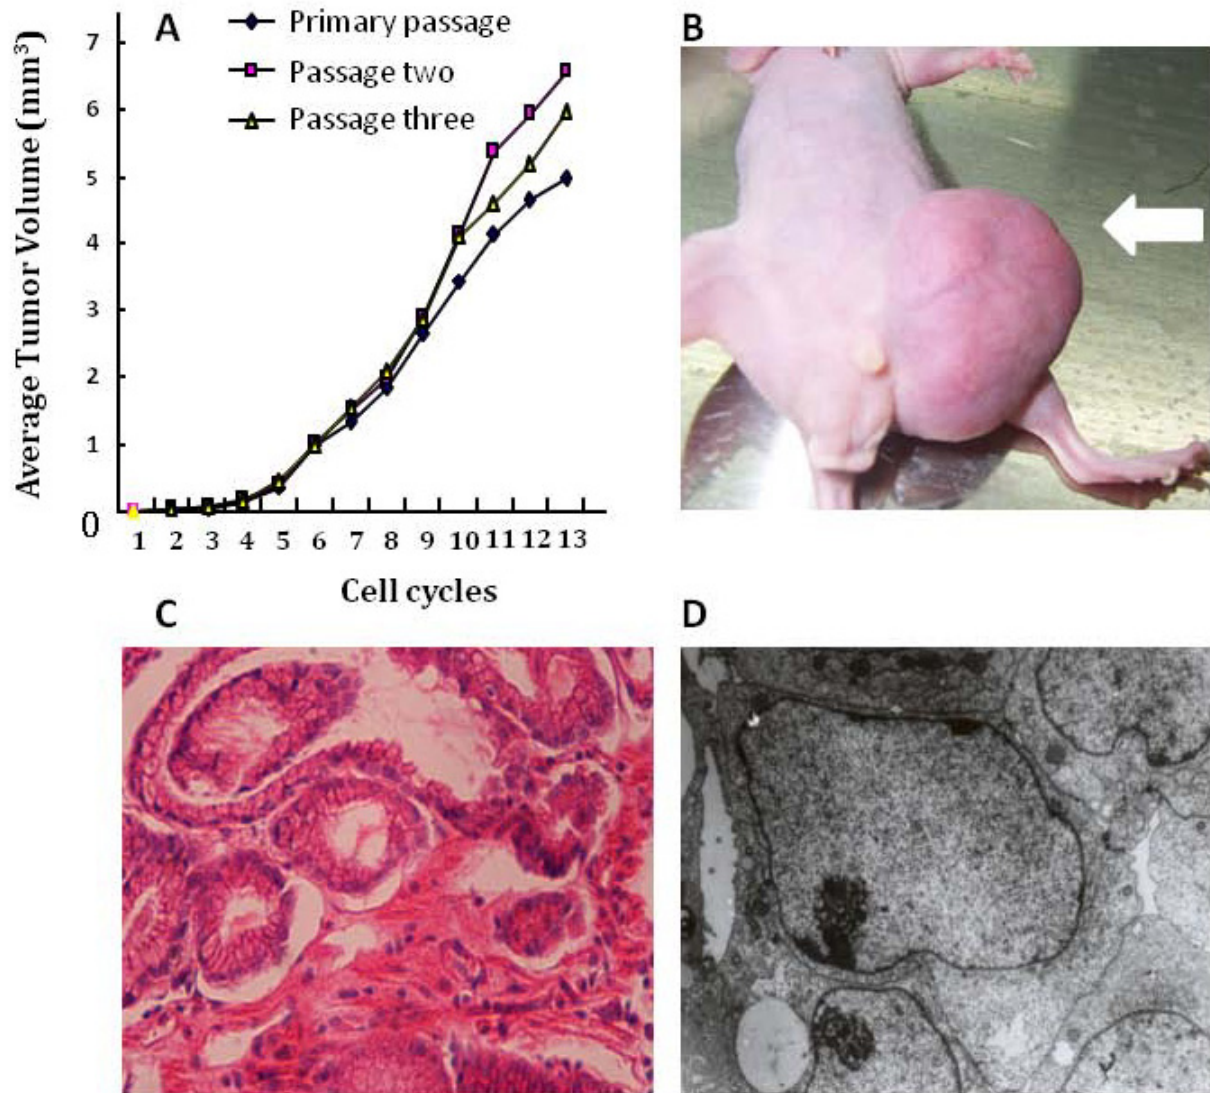 A
Primary passage
Passage two
Passage three
Average Tumor Volume (mm³)
7
6
5
4
3
2
1
0
1 2 3 4 5 6 7 8 9 10 11 12 13
Cell cycles
B
C
D